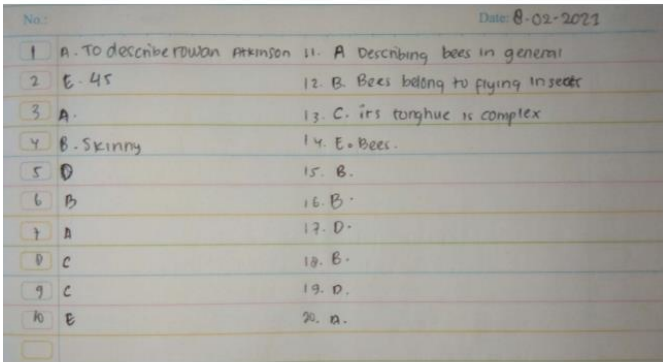 No.: Date: 8-02-2021
1 A. To describe rowan Atkinson 11. A Describing bees in general
2 E. 45 12. B. Bees belong to flying insects
3 A. 13. C. irs tonghue is complex
4 B. Skinny 14. E. Bees.
5 D 15. B.
6 B 16. B.
7 A 17. D.
8 C 18. B.
9 C 19. D.
10 E 20. a.